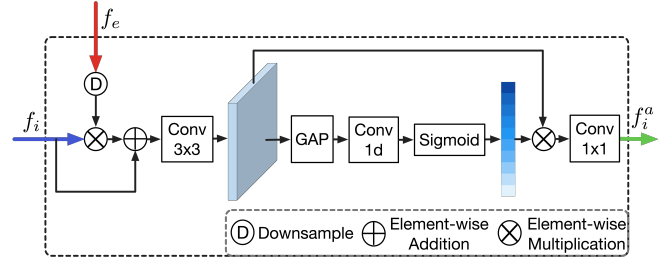 f_e
D
f_i
Conv
3x3
GAP
Conv
1d
Sigmoid
Conv
1x1
f_i^a
D Downsample
Element-wise
Addition
Element-wise
Multiplication